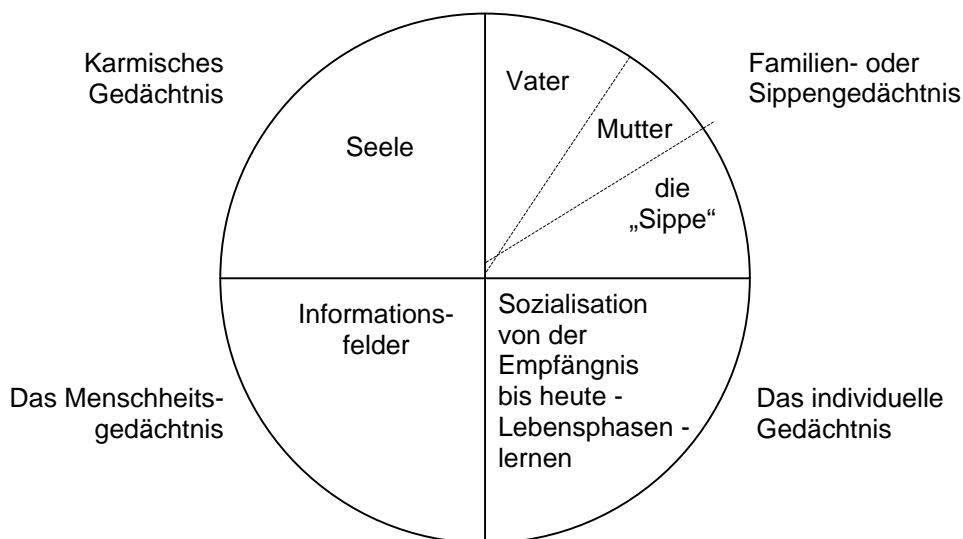 Karmisches
Gedächtnis
Seele
Vater
Mutter
die
„Sippe“
Familien- oder
Sippengedächtnis
Das Menschheits-
gedächtnis
Informations-
felder
Sozialisation
von der
Empfängnis
bis heute -
Lebensphasen -
lernen
Das individuelle
Gedächtnis